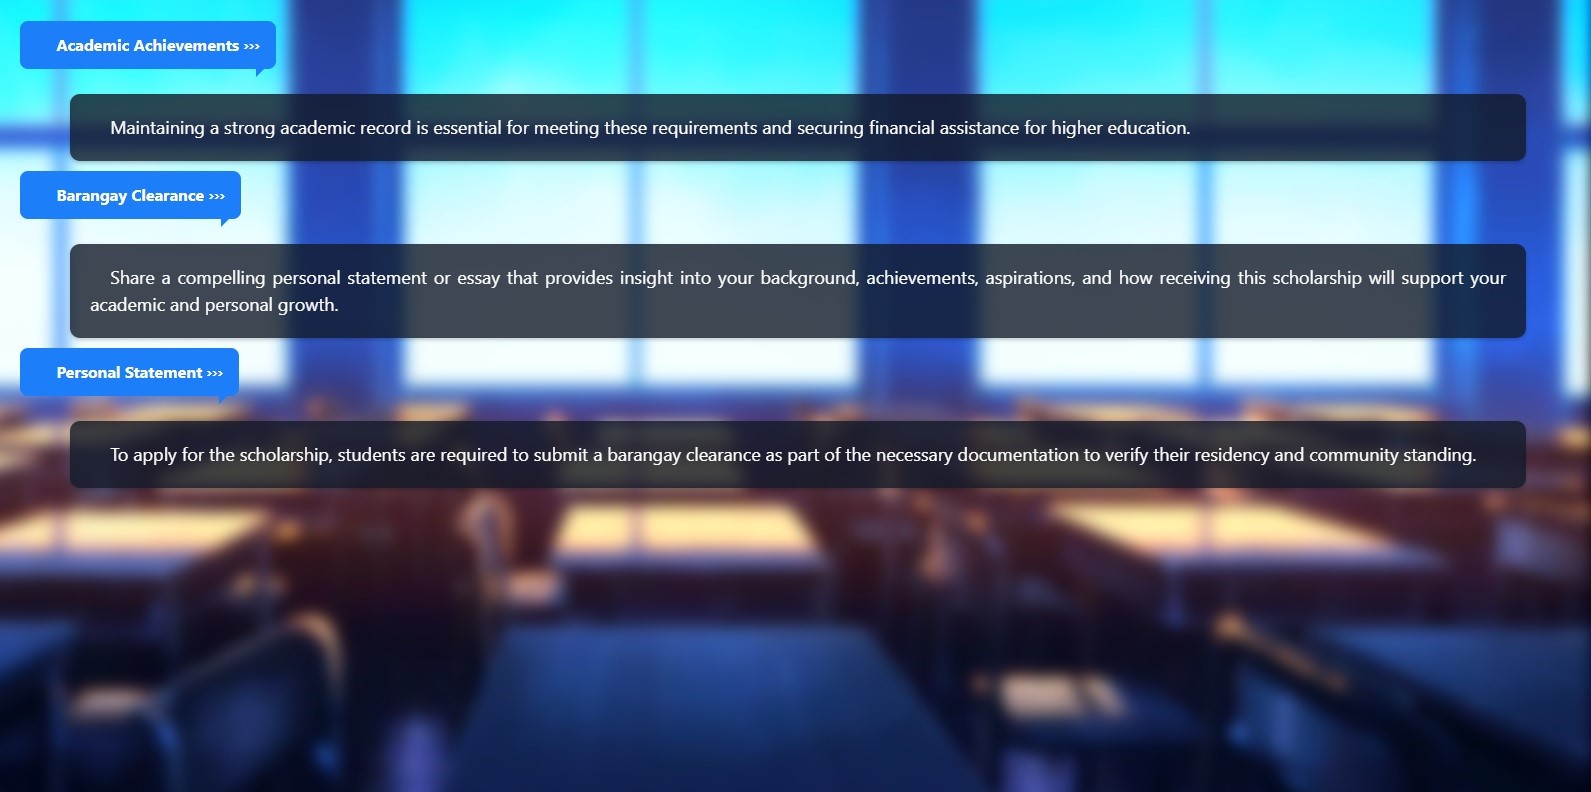 Academic Achievements >>>
Maintaining a strong academic record is essential for meeting these requirements and securing financial assistance for higher education.
Barangay Clearance >>>
Share a compelling personal statement or essay that provides insight into your background, achievements, aspirations, and how receiving this scholarship will support your
academic and personal growth.
Personal Statement >>>
To apply for the scholarship, students are required to submit a barangay clearance as part of the necessary documentation to verify their residency and community standing.